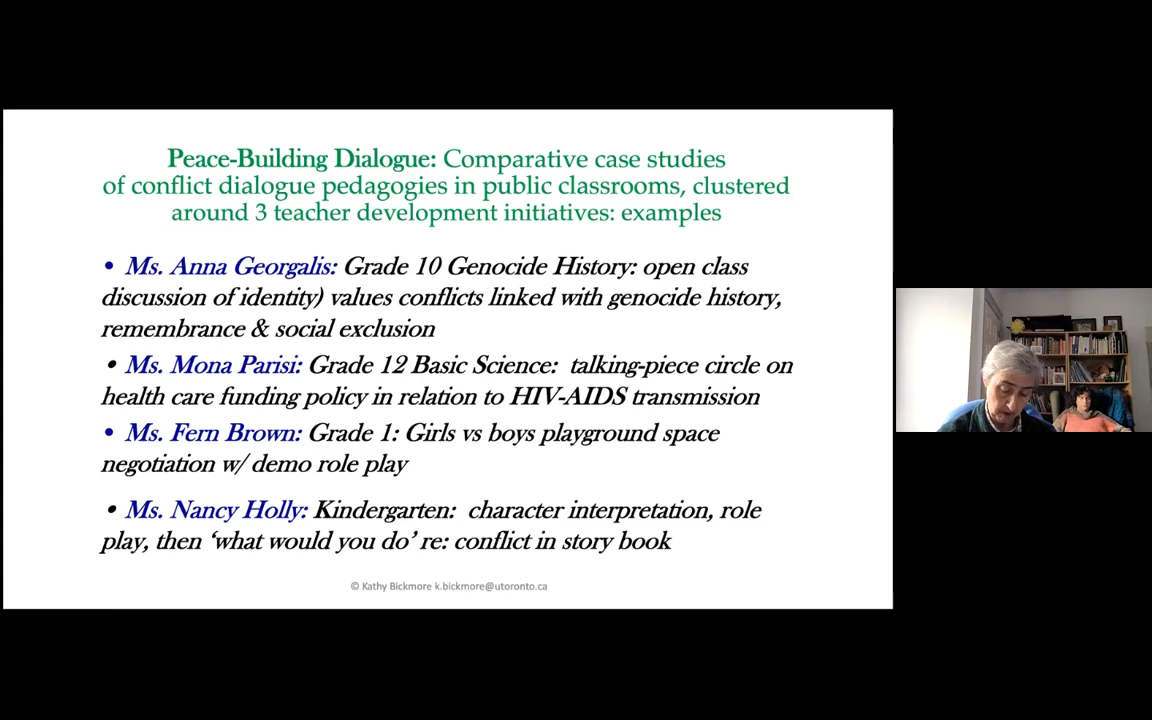 Peace-Building Dialogue: Comparative case studies
of conflict dialogue pedagogies in public classrooms, clustered
around 3 teacher development initiatives: examples
• Ms. Anna Georgalis: Grade 10 Genocide History: open class
discussion of identity) values conflicts linked with genocide history,
remembrance & social exclusion
• Ms. Mona Parisi: Grade 12 Basic Science: talking-piece circle on
health care funding policy in relation to HIV-AIDS transmission
• Ms. Fern Brown: Grade 1: Girls vs boys playground space
negotiation w/ demo role play
• Ms. Nancy Holly: Kindergarten: character interpretation, role
play, then ‘what would you do’ re: conflict in story book
© Kathy Bickmore k.bickmore@utoronto.ca